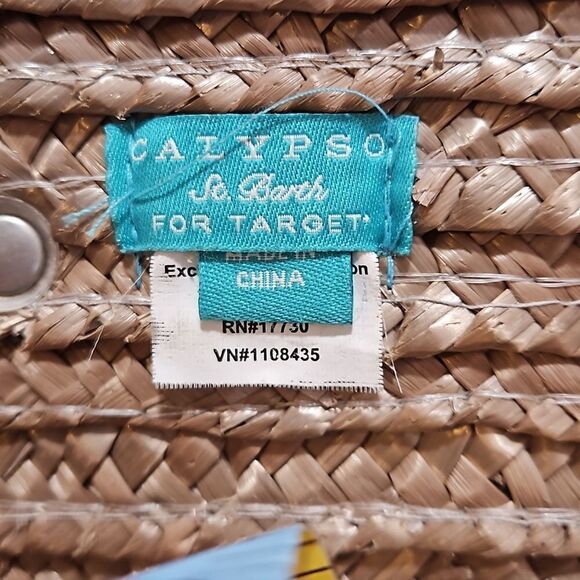 CALYPSO
St. Barth
FOR TARGET
MADE IN
CHINA
RN#17730
VN#1108435